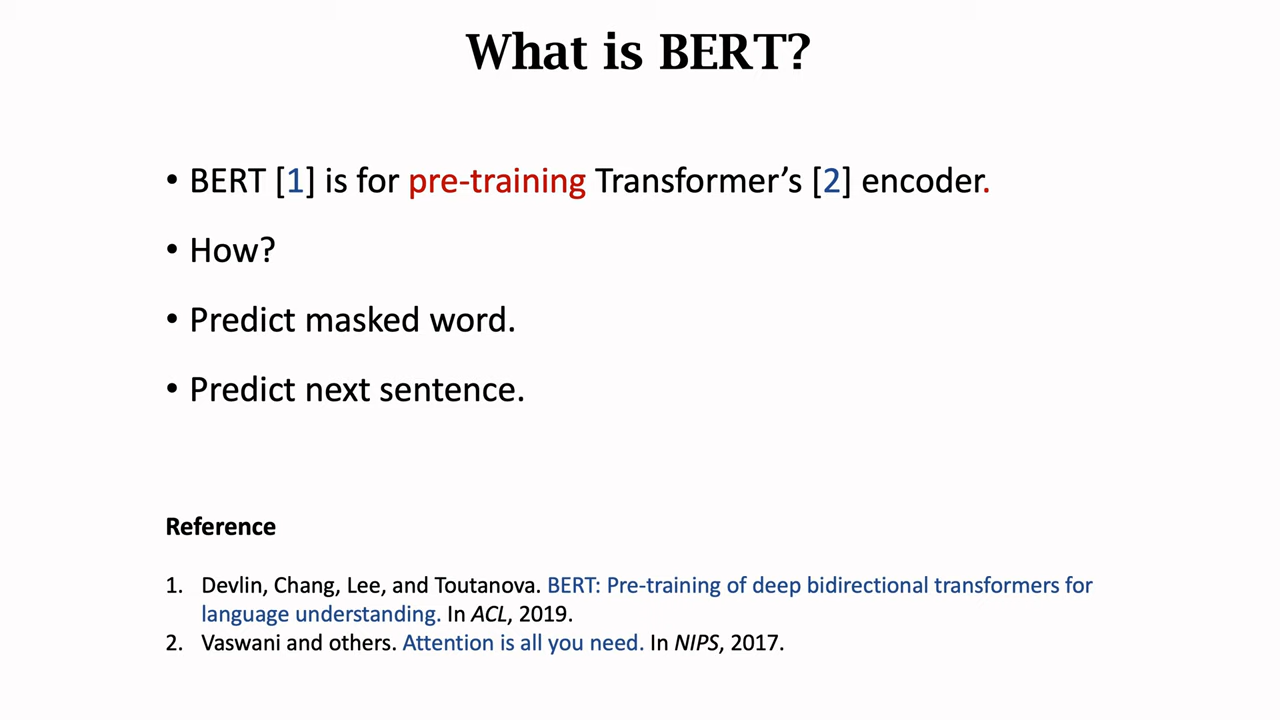 What is BERT?
• BERT [1] is for pre-training Transformer’s [2] encoder.
• How?
• Predict masked word.
• Predict next sentence.
Reference
1. Devlin, Chang, Lee, and Toutanova. BERT: Pre-training of deep bidirectional transformers for
language understanding. In ACL, 2019.
2. Vaswani and others. Attention is all you need. In NIPS, 2017.